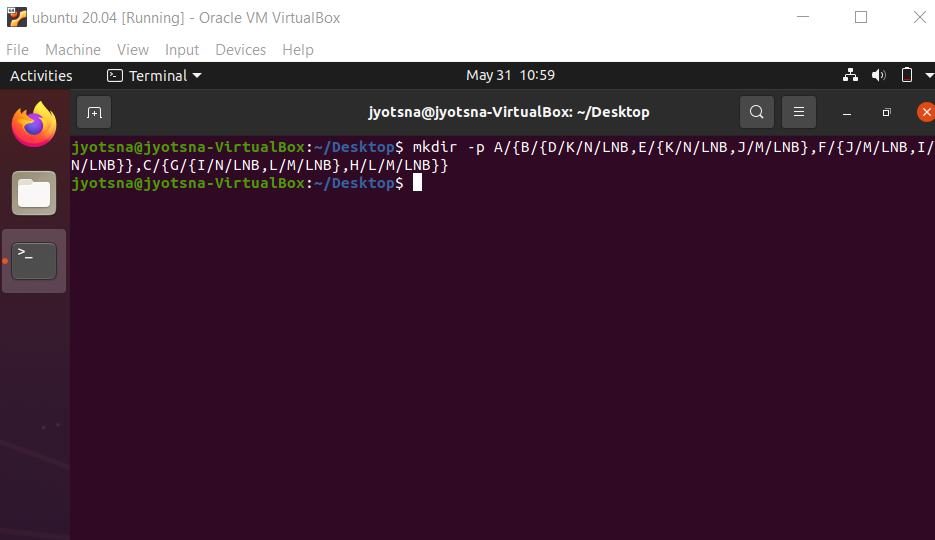 ubuntu 20.04 [Running] - Oracle VM VirtualBox
File Machine View Input Devices Help
Activities Terminal May 31 10:59
jyotsna@jyotsna-VirtualBox: ~/Desktop
jyotsna@jyotsna-VirtualBox:~/Desktop$ mkdir -p A/{B/{D/K/N/LNB,E/{K/N/LNB,J/M/LNB},F/{J/M/LNB,I/
N/LNB}},C/{G/{I/N/LNB,L/M/LNB},H/L/M/LNB}}
jyotsna@jyotsna-VirtualBox:~/Desktop$
>_